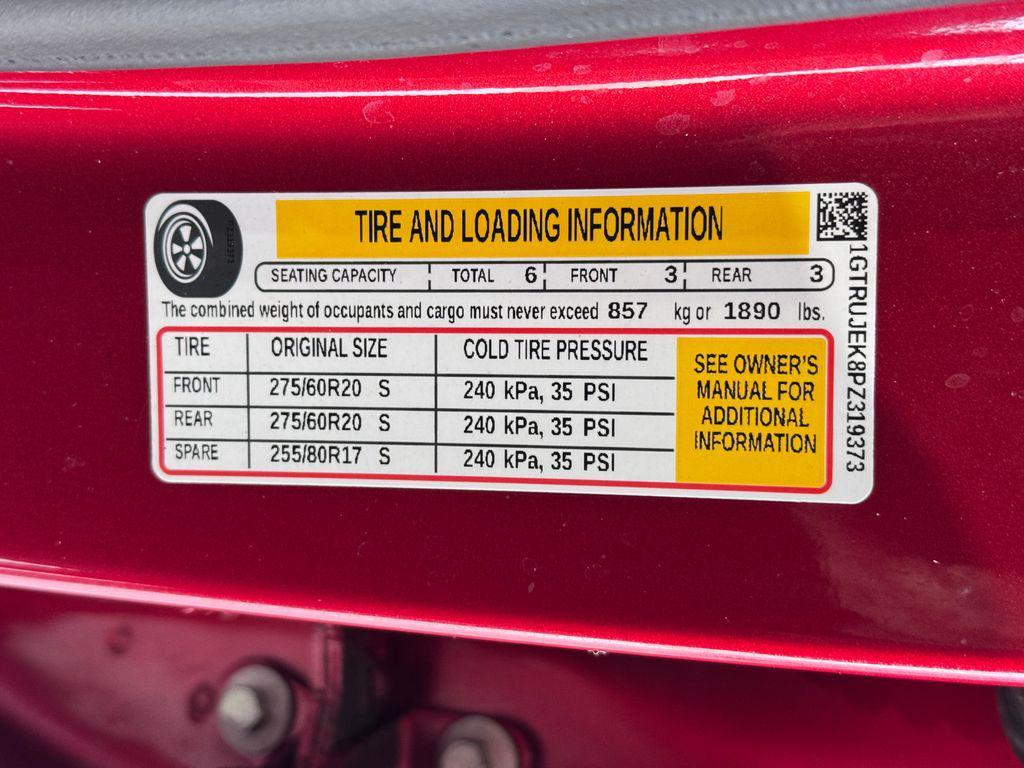 TIRE AND LOADING INFORMATION
SEATING CAPACITY TOTAL 6 FRONT 3 REAR 3
The combined weight of occupants and cargo must never exceed 857 kg or 1890 lbs.
TIRE ORIGINAL SIZE COLD TIRE PRESSURE
FRONT 275/60R20 S 240 kPa, 35 PSI
REAR 275/60R20 S 240 kPa, 35 PSI
SPARE 255/80R17 S 240 kPa, 35 PSI
SEE OWNER'S
MANUAL FOR
ADDITIONAL
INFORMATION
1GTRUJEK8PZ319373